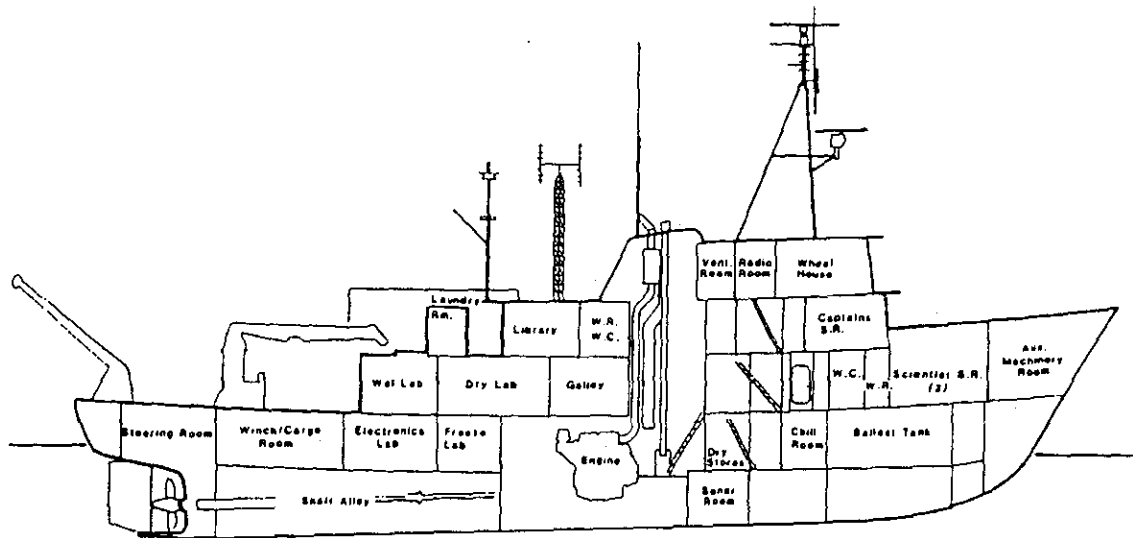 Vent. Room
Radio Room
Wheel House
Laundry Rm.
Library
W.R. W.C.
Captains S.R.
Wet Lab
Dry Lab
Galley
W.C.
W.R.
Scientist S.R. (2)
Aux. Machinery Room
Steering Room
Winch/Cargo Room
Electronics Lab
Freeze Lab
Engine
Dry Stores
Chill Room
Ballast Tank
Shaft Alley
Sonar Room